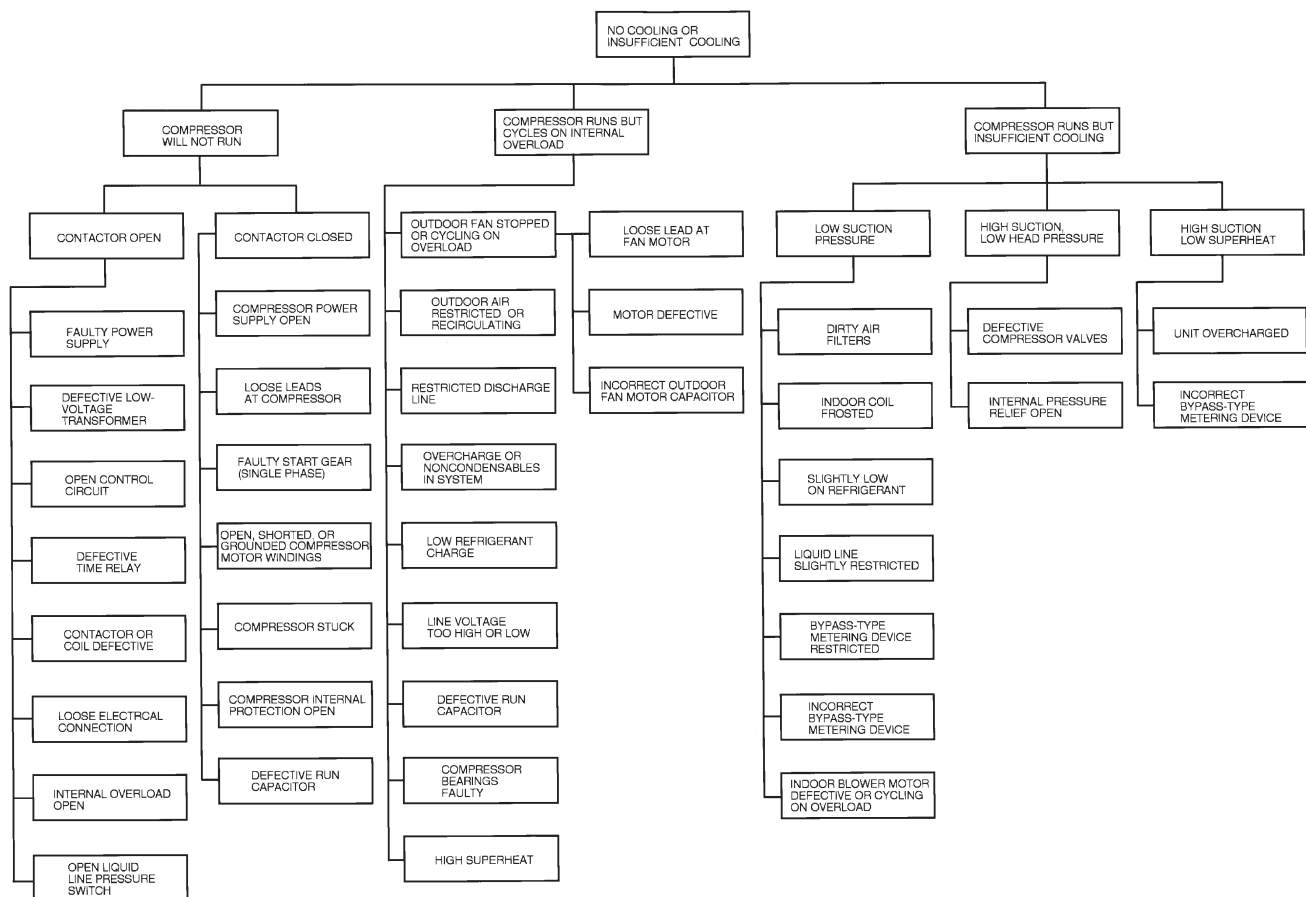 NO COOLING OR
INSUFFICIENT COOLING
COMPRESSOR
WILL NOT RUN
COMPRESSOR RUNS BUT
CYCLES ON INTERNAL
OVERLOAD
COMPRESSOR RUNS BUT
INSUFFICIENT COOLING
CONTACTOR OPEN
FAULTY POWER
SUPPLY
DEFECTIVE LOW-
VOLTAGE
TRANSFORMER
OPEN CONTROL
CIRCUIT
DEFECTIVE
TIME RELAY
CONTACTOR OR
COIL DEFECTIVE
LOOSE ELECTRCAL
CONNECTION
INTERNAL OVERLOAD
OPEN
OPEN LIQUID
LINE PRESSURE
SWITCH
CONTACTOR CLOSED
COMPRESSOR POWER
SUPPLY OPEN
LOOSE LEADS
AT COMPRESSOR
FAULTY START GEAR
(SINGLE PHASE)
OPEN, SHORTED, OR
GROUNDED COMPRESSOR
MOTOR WINDINGS
COMPRESSOR STUCK
COMPRESSOR INTERNAL
PROTECTION OPEN
DEFECTIVE RUN
CAPACITOR
OUTDOOR FAN STOPPED
OR CYCLING ON
OVERLOAD
OUTDOOR AIR
RESTRICTED OR
RECIRCULATING
RESTRICTED DISCHARGE
LINE
OVERCHARGE OR
NONCONDENSABLES
IN SYSTEM
LOW REFRIGERANT
CHARGE
LINE VOLTAGE
TOO HIGH OR LOW
DEFECTIVE RUN
CAPACITOR
COMPRESSOR
BEARINGS
FAULTY
HIGH SUPERHEAT
LOOSE LEAD AT
FAN MOTOR
MOTOR DEFECTIVE
INCORRECT OUTDOOR
FAN MOTOR CAPACITOR
LOW SUCTION
PRESSURE
DIRTY AIR
FILTERS
INDOOR COIL
FROSTED
SLIGHTLY LOW
ON REFRIGERANT
LIQUID LINE
SLIGHTLY RESTRICTED
BYPASS-TYPE
METERING DEVICE
RESTRICTED
INCORRECT
BYPASS-TYPE
METERING DEVICE
INDOOR BLOWER MOTOR
DEFECTIVE OR CYCLING
ON OVERLOAD
HIGH SUCTION,
LOW HEAD PRESSURE
DEFECTIVE
COMPRESSOR VALVES
INTERNAL PRESSURE
RELIEF OPEN
HIGH SUCTION
LOW SUPERHEAT
UNIT OVERCHARGED
INCORRECT
BYPASS-TYPE
METERING DEVICE